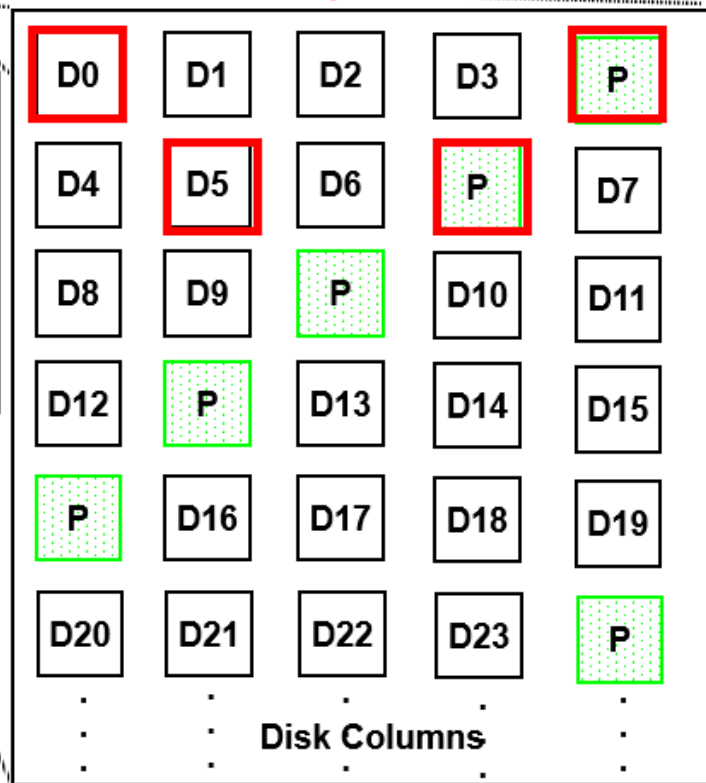 D0 D1 D2 D3 P
D4 D5 D6 P D7
D8 D9 P D10 D11
D12 P D13 D14 D15
P D16 D17 D18 D19
D20 D21 D22 D23 P
Disk Columns